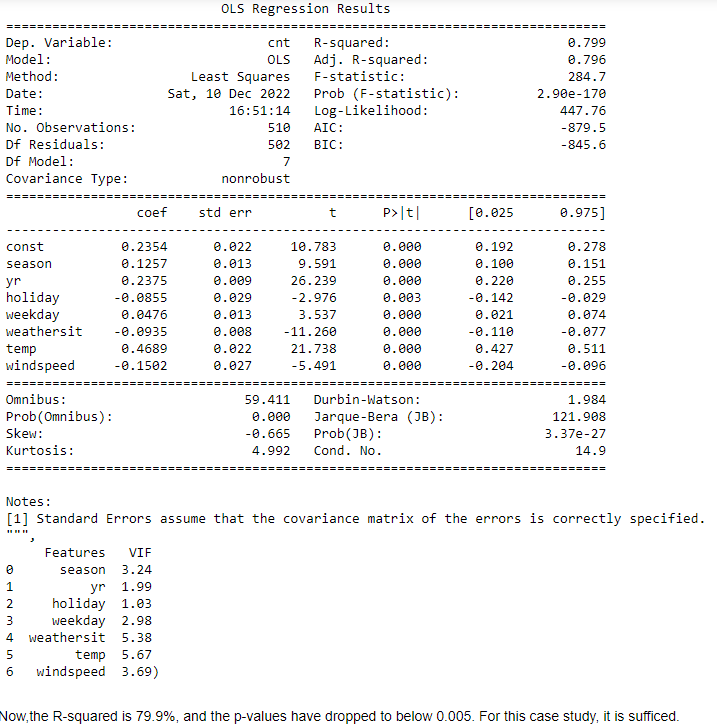 OLS Regression Results
==============================================================================
Dep. Variable:                    cnt   R-squared:                       0.799
Model:                            OLS   Adj. R-squared:                  0.796
Method:                 Least Squares   F-statistic:                     284.7
Date:                Sat, 10 Dec 2022   Prob (F-statistic):          2.90e-170
Time:                        16:51:14   Log-Likelihood:                 447.76
No. Observations:                 510   AIC:                            -879.5
Df Residuals:                     502   BIC:                            -845.6
Df Model:                           7
Covariance Type:            nonrobust
==============================================================================
                 coef    std err          t      P>|t|      [0.025      0.975]
------------------------------------------------------------------------------
const          0.2354      0.022     10.783      0.000       0.192       0.278
season         0.1257      0.013      9.591      0.000       0.100       0.151
yr             0.2375      0.009     26.239      0.000       0.220       0.255
holiday       -0.0855      0.029     -2.976      0.003      -0.142      -0.029
weekday        0.0476      0.013      3.537      0.000       0.021       0.074
weathersit    -0.0935      0.008    -11.260      0.000      -0.110      -0.077
temp           0.4689      0.022     21.738      0.000       0.427       0.511
windspeed     -0.1502      0.027     -5.491      0.000      -0.204      -0.096
==============================================================================
Omnibus:                       59.411   Durbin-Watson:                   1.984
Prob(Omnibus):                  0.000   Jarque-Bera (JB):              121.908
Skew:                          -0.665   Prob(JB):                     3.37e-27
Kurtosis:                       4.992   Cond. No.                         14.9
==============================================================================
Notes:
[1] Standard Errors assume that the covariance matrix of the errors is correctly specified.
""",
     Features   VIF
0      season  3.24
1          yr  1.99
2     holiday  1.03
3     weekday  2.98
4  weathersit  5.38
5        temp  5.67
6   windspeed  3.69)
Now,the R-squared is 79.9%, and the p-values have dropped to below 0.005. For this case study, it is sufficed.